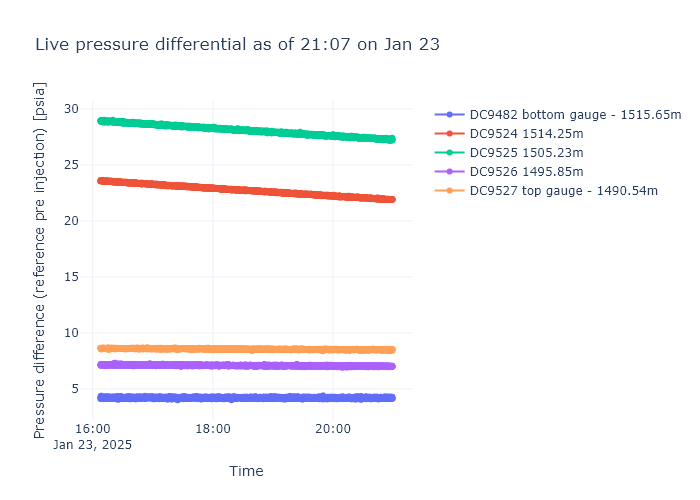 Live pressure differential as of 21:07 on Jan 23
Pressure difference (reference pre injection) [psia]
30
25
20
15
10
5
16:00
Jan 23, 2025
18:00
20:00
Time
DC9482 bottom gauge - 1515.65m
DC9524 1514.25m
DC9525 1505.23m
DC9526 1495.85m
DC9527 top gauge - 1490.54m